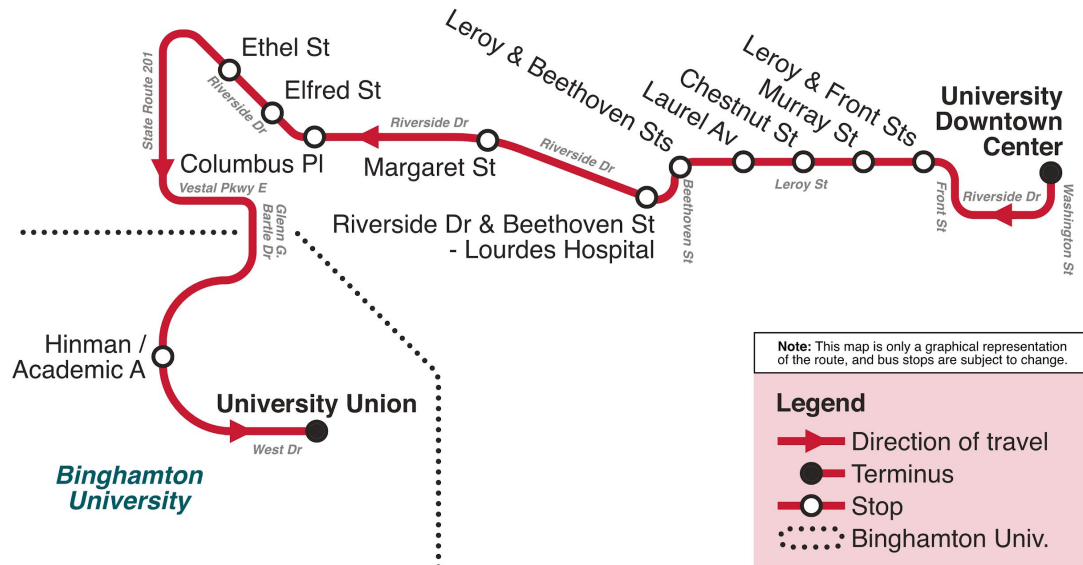 Ethel St
Elfred St
Columbus Pl
Margaret St
Riverside Dr & Beethoven St
- Lourdes Hospital
Leroy & Beethoven Sts
Laurel Av
Chestnut St
Murray St
Leroy & Front Sts
University
Downtown
Center
State Route 201
Riverside Dr
Riverside Dr
Riverside Dr
Beethoven St
Leroy St
Front St
Riverside Dr
Washington St
Vestal Pkwy E
Glenn G.
Bartle Dr
Hinman /
Academic A
University Union
West Dr
Binghamton
University
Note: This map is only a graphical representation
of the route, and bus stops are subject to change.
Legend
Direction of travel
Terminus
Stop
Binghamton Univ.